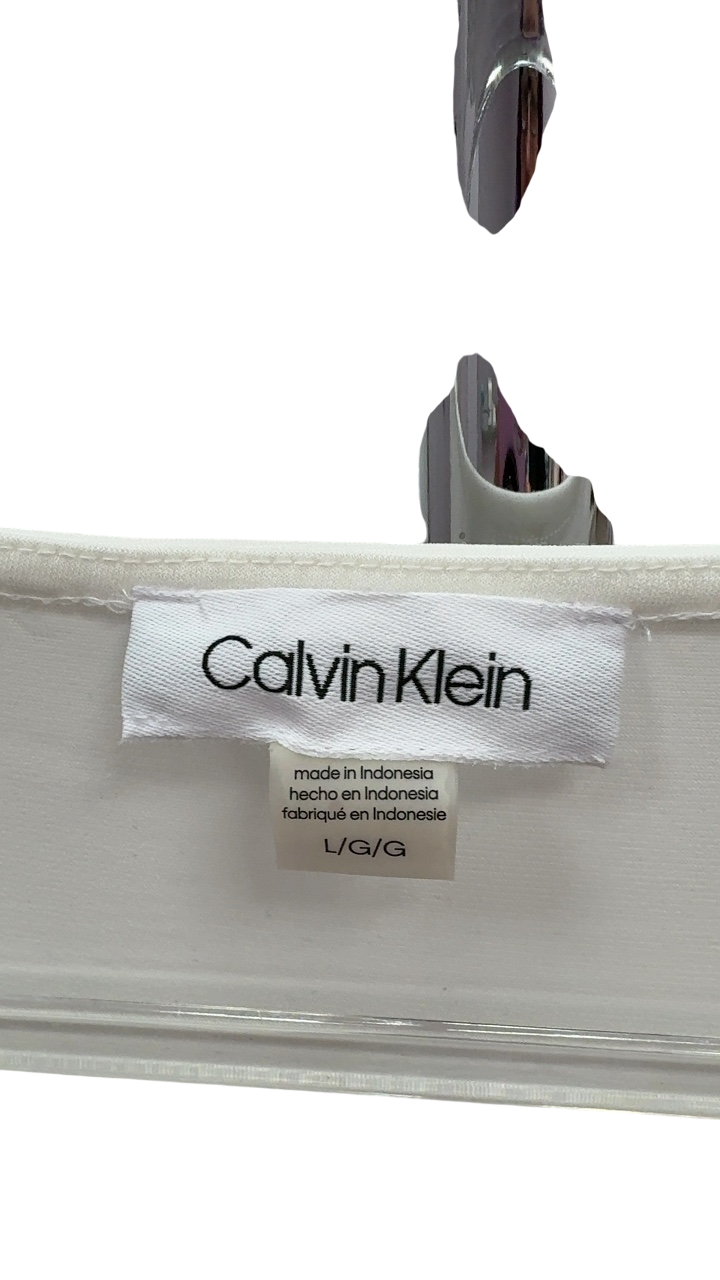 Calvin Klein
made in Indonesia
hecho en Indonesia
fabriqué en Indonesie
L/G/G